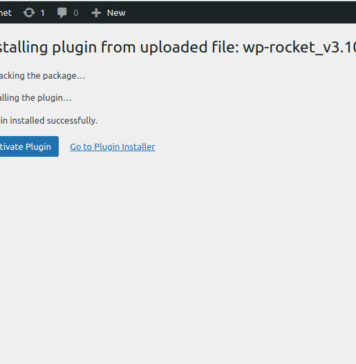 net 1 0 + New
stalling plugin from uploaded file: wp-rocket_v3.10
acking the package…
alling the plugin…
in installed successfully.
tivate Plugin Go to Plugin Installer